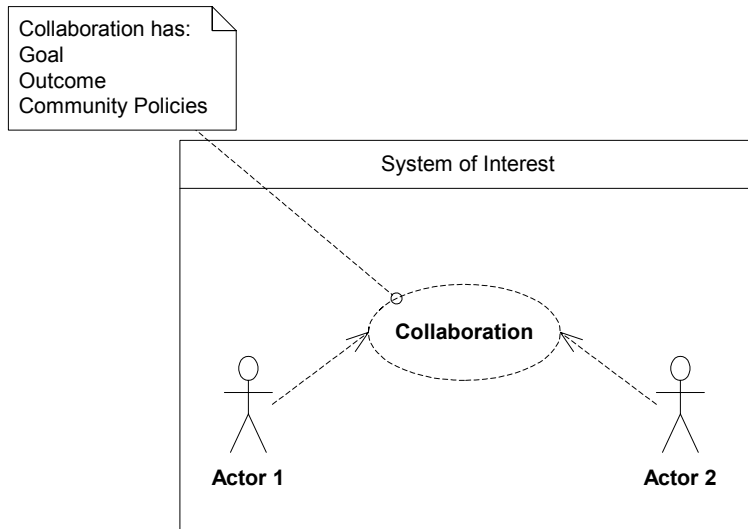 Collaboration has:
Goal
Outcome
Community Policies
System of Interest
Collaboration
Actor 1
Actor 2